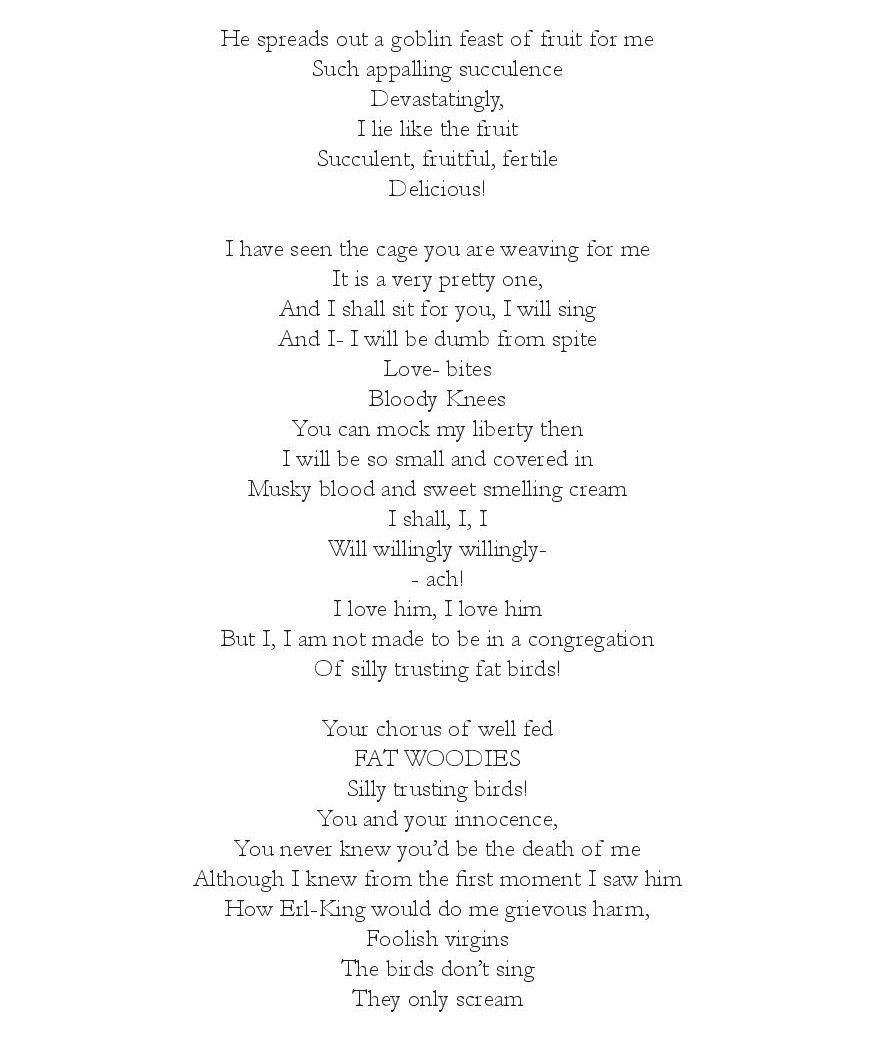 He spreads out a goblin feast of fruit for me
Such appalling succulence
Devastatingly,
I lie like the fruit
Succulent, fruitful, fertile
Delicious!
I have seen the cage you are weaving for me
It is a very pretty one,
And I shall sit for you, I will sing
And I- I will be dumb from spite
Love- bites
Bloody Knees
You can mock my liberty then
I will be so small and covered in
Musky blood and sweet smelling cream
I shall, I, I
Will willingly willingly-
- ach!
I love him, I love him
But I, I am not made to be in a congregation
Of silly trusting fat birds!
Your chorus of well fed
FAT WOODIES
Silly trusting birds!
You and your innocence,
You never knew you’d be the death of me
Although I knew from the first moment I saw him
How Erl-King would do me grievous harm,
Foolish virgins
The birds don’t sing
They only scream